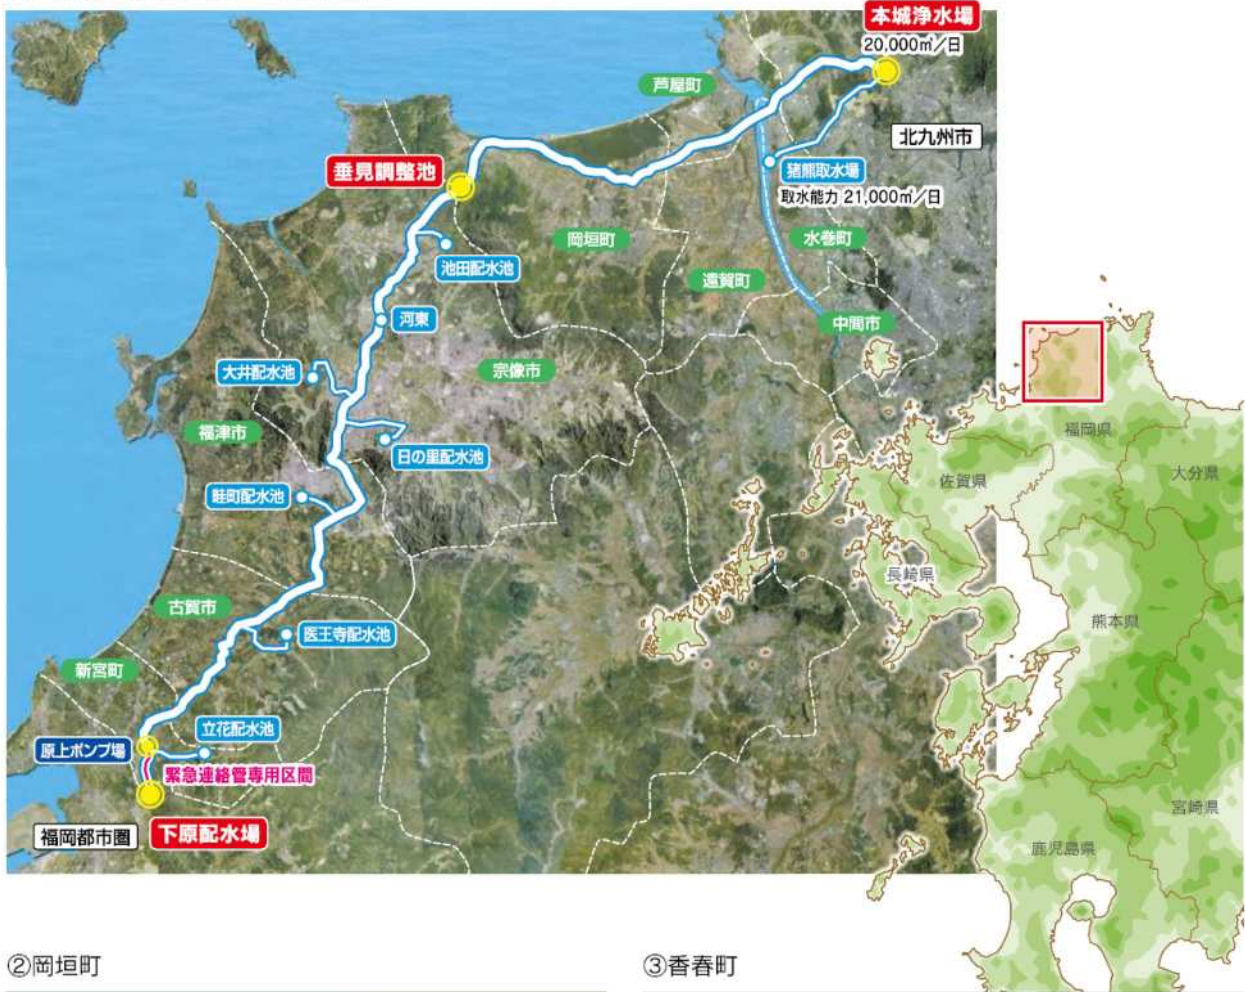 本城浄水場
20,000㎥/日
芦屋町
北九州市
垂見調整池
猪熊取水場
取水能力 21,000㎥/日
岡垣町
水巻町
池田配水池
遠賀町
河東
中間市
大井配水池
宗像市
福岡県
福津市
日の里配水池
大分県
佐賀県
畦町配水池
長崎県
古賀市
熊本県
医王寺配水池
新宮町
立花配水池
原上ポンプ場
緊急連絡管専用区間
宮崎県
福岡都市圏
下原配水場
鹿児島県
②岡垣町
③香春町